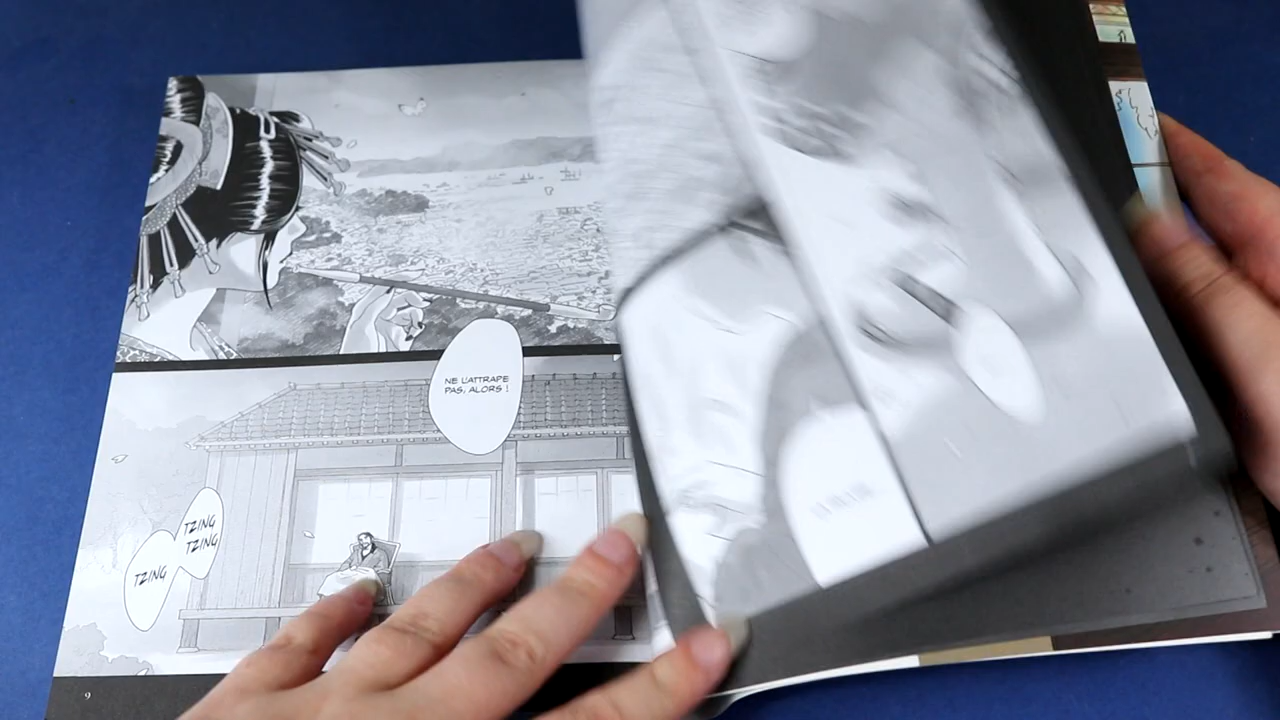 NE L'ATTRAPE
PAS, ALORS !
TZING
TZING
TZING
9